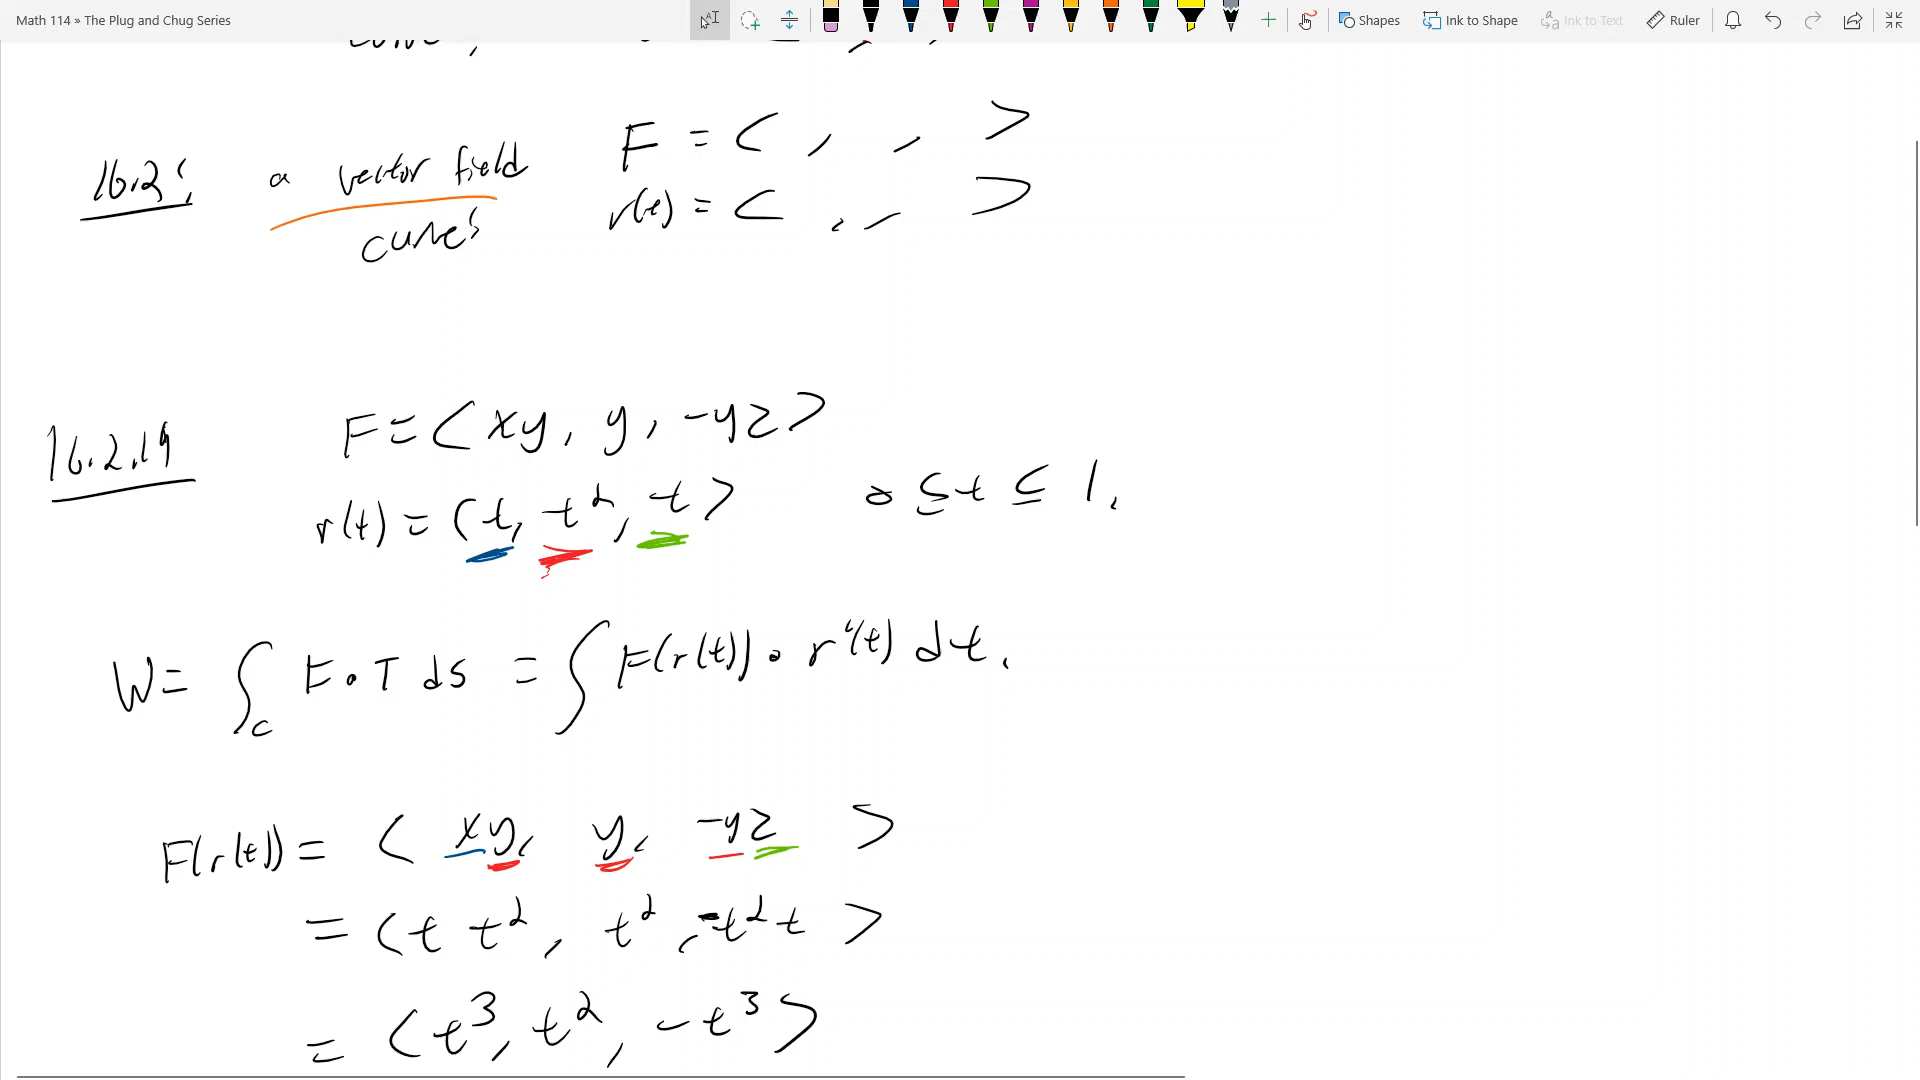 Math 114 » The Plug and Chug Series
Shapes
Ink to Shape
Ink to Text
Ruler
16.2: a vector field F = < , , >
curves r(t) = < , , >
16.2.19 F = < xy, y, -yz >
r(t) = < t, t², t > 0 ≤ t ≤ 1.
W = ∫_C F • T ds = ∫ F(r(t)) • r'(t) dt.
F(r(t)) = < xy, y, -yz >
= < t t², t², -t² t >
= < t³, t², -t³ >